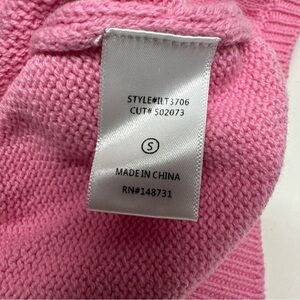 STYLE#ILT3706
CUT# 502073
S
MADE IN CHINA
RN#148731